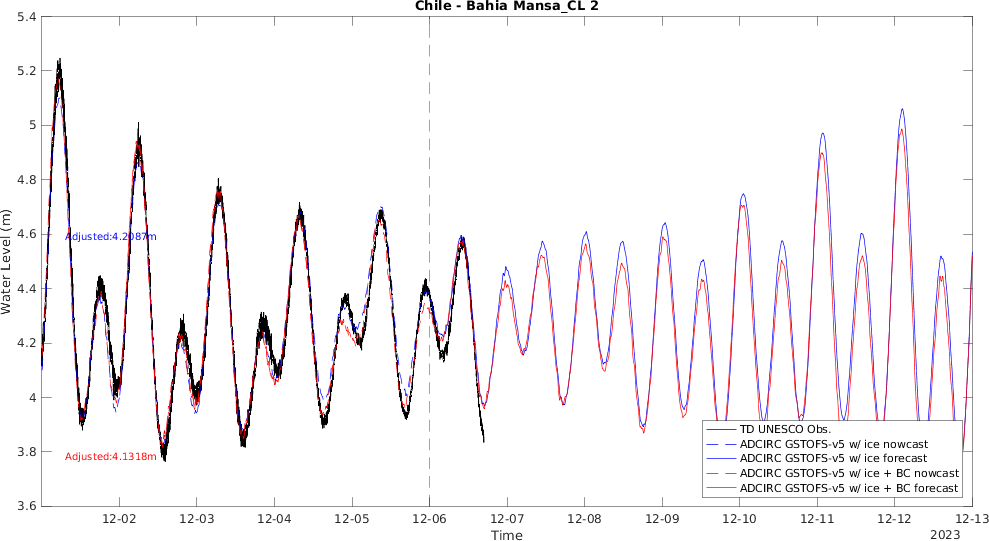 Chile - Bahia Mansa_CL 2
Water Level (m)
5.4
5.2
5
4.8
4.6
4.4
4.2
4
3.8
3.6
Adjusted:4.2087m
Adjusted:4.1318m
TD UNESCO Obs.
ADCIRC GSTOFS-v5 w/ ice nowcast
ADCIRC GSTOFS-v5 w/ ice forecast
ADCIRC GSTOFS-v5 w/ ice + BC nowcast
ADCIRC GSTOFS-v5 w/ ice + BC forecast
12-02 12-03 12-04 12-05 12-06 12-07 12-08 12-09 12-10 12-11 12-12 12-13
Time
2023